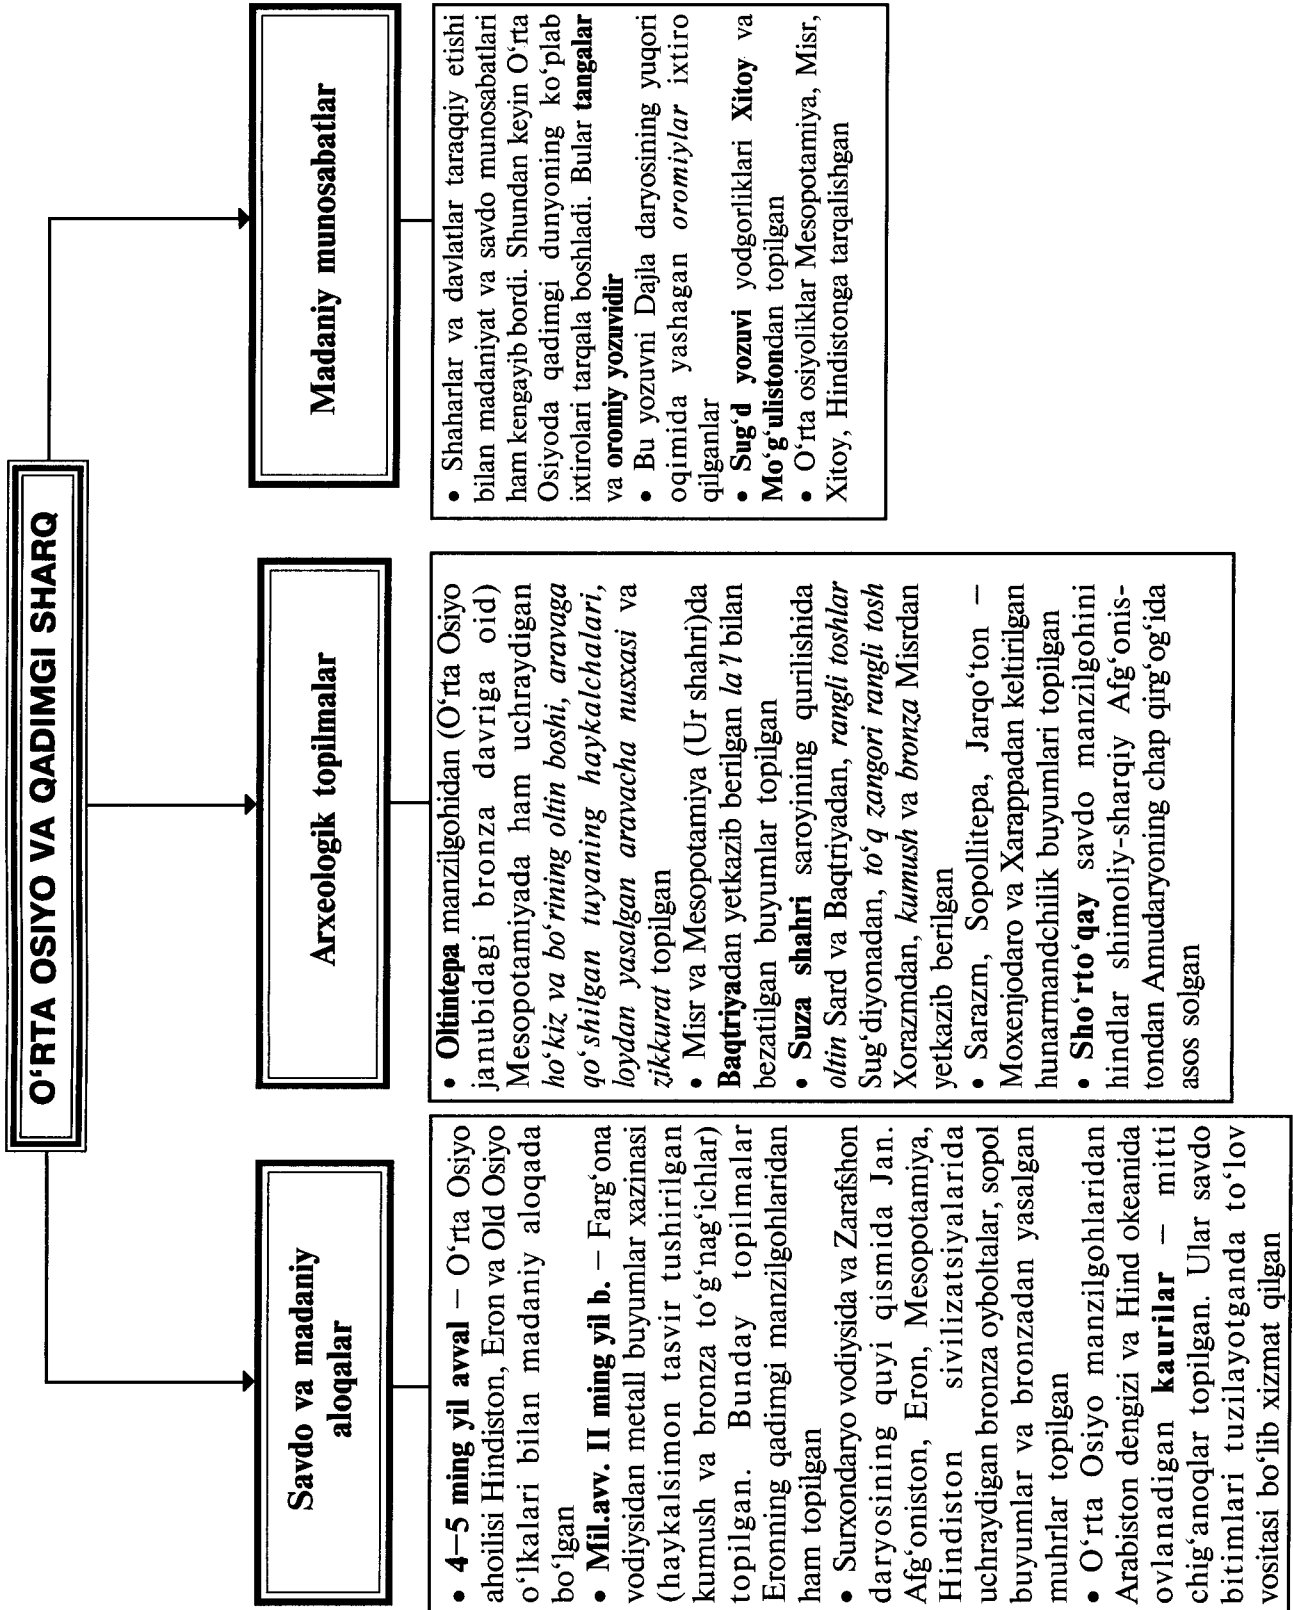 O‘RTA OSIYO VA QADIMGI SHARQ
Savdo va madaniy
aloqalar
• 4–5 ming yil avval – O‘rta Osiyo
ahoilisi Hindiston, Eron va Old Osiyo
o‘lkalari bilan madaniy aloqada
bo‘lgan
• Mil.avv. II ming yil b. – Farg‘ona
vodiysidan metall buyumlar xazinasi
(haykalsimon tasvir tushirilgan
kumush va bronza to‘g‘nag‘ichlar)
topilgan. Bunday topilmalar
Eronning qadimgi manzilgohlaridan
ham topilgan
• Surxondaryo vodiysida va Zarafshon
daryosining quyi qismida Jan.
Afg‘oniston, Eron, Mesopotamiya,
Hindiston sivilizatsiyalarida
uchraydigan bronza oyboltalar, sopol
buyumlar va bronzadan yasalgan
muhrlar topilgan
• O‘rta Osiyo manzilgohlaridan
Arabiston dengizi va Hind okeanida
ovlanadigan kaurilar – mitti
chig‘anoqlar topilgan. Ular savdo
bitimlari tuzilayotganda to‘lov
vositasi bo‘lib xizmat qilgan
Arxeologik topilmalar
• Oltintepa manzilgohidan (O‘rta Osiyo
janubidagi bronza davriga oid)
Mesopotamiyada ham uchraydigan
ho‘kiz va bo‘rining oltin boshi, aravaga
qo‘shilgan tuyaning haykalchalari,
loydan yasalgan aravacha nusxasi va
zikkurat topilgan
• Misr va Mesopotamiya (Ur shahri)da
Baqtriyadan yetkazib berilgan la’l bilan
bezatilgan buyumlar topilgan
• Suza shahri saroyining qurilishida
oltin Sard va Baqtriyadan, rangli toshlar
Sug‘diyonadan, to‘q zangori rangli tosh
Xorazmdan, kumush va bronza Misrdan
yetkazib berilgan
• Sarazm, Sopollitepa, Jarqo‘ton –
Moxenjodaro va Xarappadan keltirilgan
hunarmandchilik buyumlari topilgan
• Sho‘rto‘qay savdo manzilgohini
hindlar shimoliy-sharqiy Afg‘onis-
tondan Amudaryoning chap qirg‘og‘ida
asos solgan
Madaniy munosabatlar
• Shaharlar va davlatlar taraqqiy etishi
bilan madaniyat va savdo munosabatlari
ham kengayib bordi. Shundan keyin O‘rta
Osiyoda qadimgi dunyoning ko‘plab
ixtirolari tarqala boshladi. Bular tangalar
va oromiy yozuvidir
• Bu yozuvni Dajla daryosining yuqori
oqimida yashagan oromiylar ixtiro
qilganlar
• Sug‘d yozuvi yodgorliklari Xitoy va
Mo‘g‘ulistondan topilgan
• O‘rta osiyoliklar Mesopotamiya, Misr,
Xitoy, Hindistonga tarqalishgan